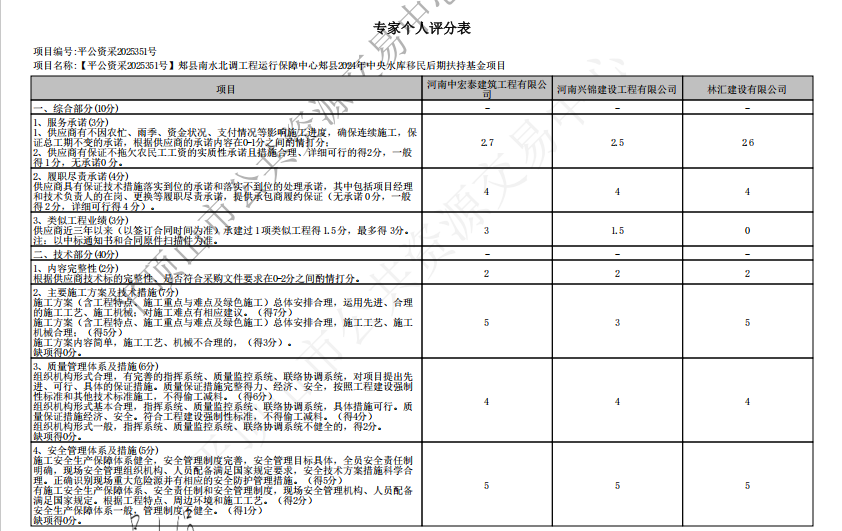 专家个人评分表
项目编号:平公资采2025351号
项目名称:【平公资采2025351号】郏县南水北调工程运行保障中心郏县2024年中央水库移民后期扶持基金项目
项目 河南中宏泰建筑工程有限公司 河南兴锦建设工程有限公司 林汇建设有限公司
一、综合部分(10分) - - -
1、服务承诺(3分)
1、供应商有不因农忙、雨季、资金状况、支付情况等影响施工进度，确保连续施工，保
证总工期不变的承诺，根据供应商的承诺内容在0-1分之间酌情打分；
2、供应商有保证不拖欠农民工工资的实质性承诺且措施合理、详细可行的得2分，一般
得1分，无承诺0分。
2.7 2.5 2.6
2、履职尽责承诺(4分)
供应商具有保证技术措施落实到位的承诺和落实不到位的处理承诺，其中包括项目经理
和技术负责人的在岗、更换等履职尽责承诺，提供承包商履约保证（无承诺0分，一般
得2分，详细可行得4分）。
4 4 4
3、类似工程业绩(3分)
供应商近三年以来（以签订合同时间为准）承建过1项类似工程得1.5分，最多得3分。
注：以中标通知书和合同原件扫描件为准。
3 1.5 0
二、技术部分(40分) - - -
1、内容完整性(2分)
根据供应商技术标的完整性、是否符合采购文件要求在0-2分之间酌情打分。
2 2 2
2、主要施工方案及技术措施(7分)
施工方案（含工程特点、施工重点与难点及绿色施工）总体安排合理，运用先进、合理
的施工工艺、施工机械；对施工难点有相应建议。（得7分）
施工方案（含工程特点、施工重点与难点及绿色施工）总体安排合理，施工工艺、施工
机械合理；（得5分）
施工方案内容简单，施工工艺、机械不合理的，（得3分）。
缺项得0分。
5 3 5
3、质量管理体系及措施(6分)
组织机构形式合理，有完善的指挥系统、质量监控系统、联络协调系统，对项目提出先
进、可行、具体的保证措施。质量保证措施完整得力、经济、安全，按照工程建设强制
性标准和其他技术标准施工，不得偷工减料。（得6分）
组织机构形式基本合理，指挥系统、质量监控系统、联络协调系统，具体措施可行。质
量保证措施经济、安全。符合工程建设强制性标准，不得偷工减料。（得4分）
组织机构形式一般，指挥系统、质量监控系统、联络协调系统不健全的，得2分。
缺项得0分。
4 4 4
4、安全管理体系及措施(5分)
施工安全生产保障体系健全，安全管理制度完善，安全管理目标具体，全员安全责任制
明确，现场安全管理组织机构、人员配备满足国家规定要求，安全技术方案措施科学合
理。正确识别现场重大危险源并有相应的安全防护管理措施。（得5分）
有施工安全生产保障体系、安全责任制和安全管理制度，现场安全管理机构、人员配备
满足国家规定。根据工程特点、周边环境和施工工艺。（得2分）
安全生产保障体系一般，管理制度不健全。（得1分）
缺项得0分。
5 5 5
平顶山市公共资源交易中心